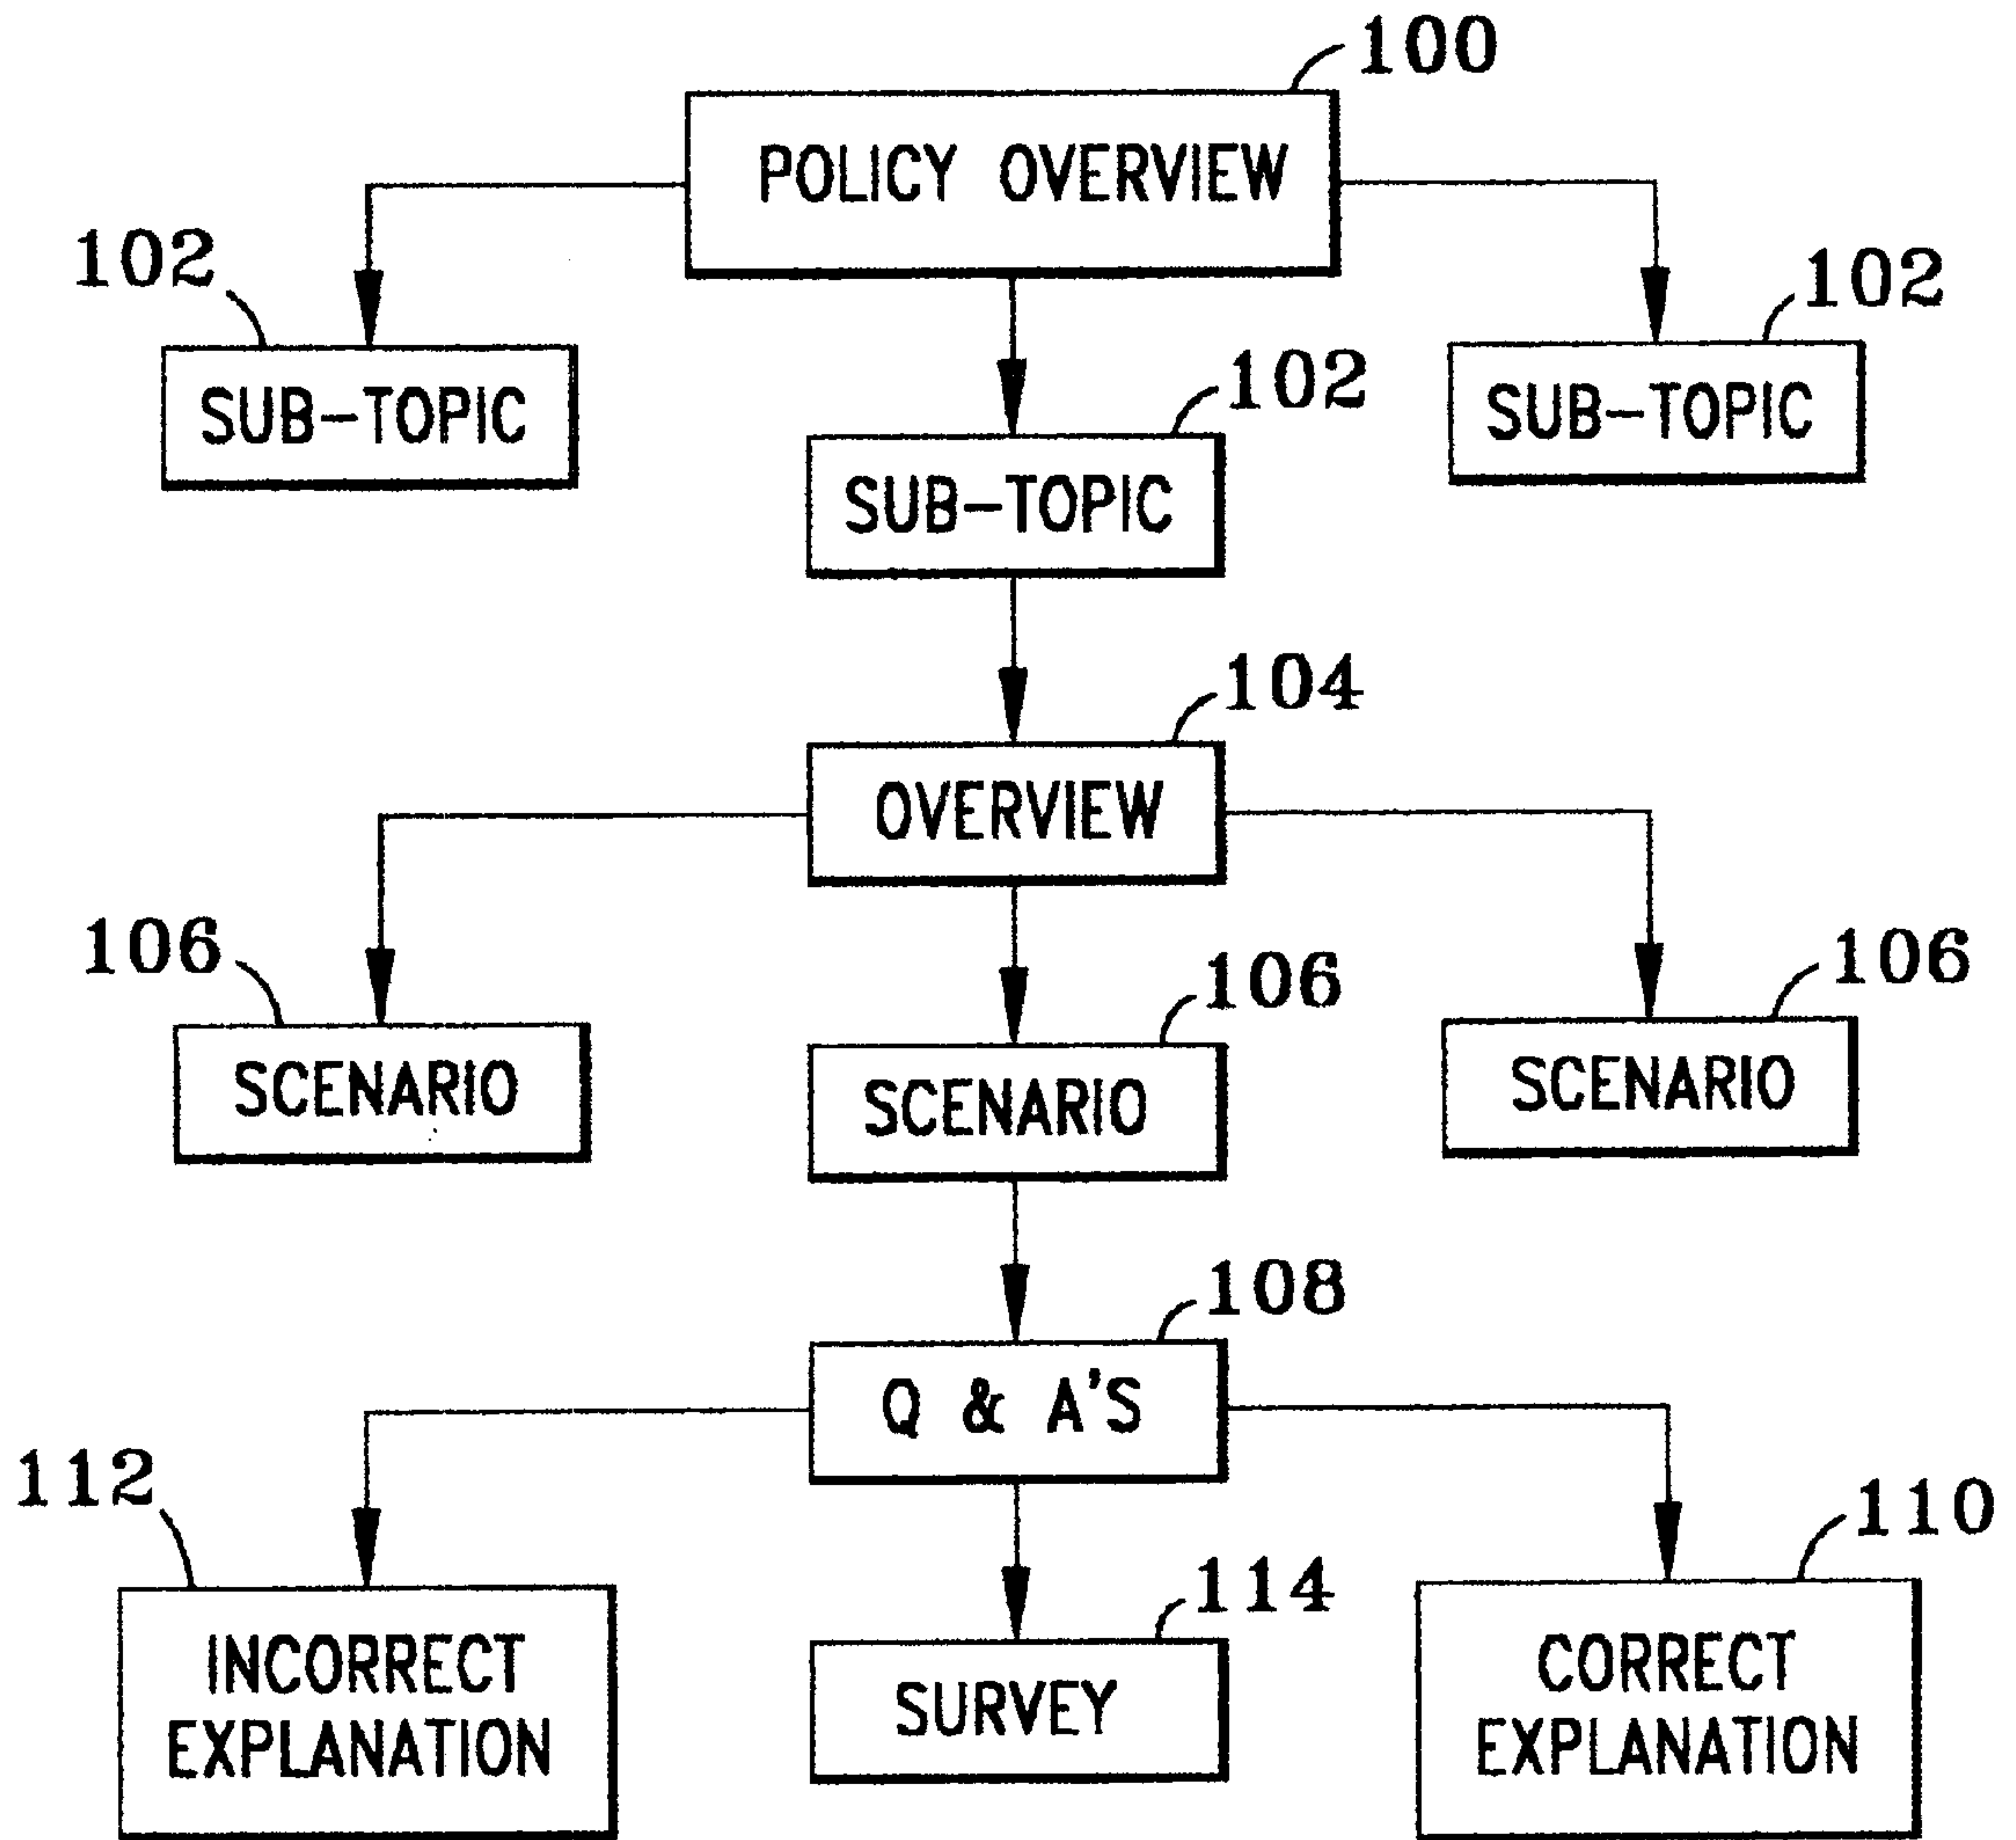 100
POLICY OVERVIEW
102
102
SUB-TOPIC
102
SUB-TOPIC
SUB-TOPIC
104
OVERVIEW
106
106
106
SCENARIO
SCENARIO
SCENARIO
108
Q & A'S
112
110
114
INCORRECT
EXPLANATION
SURVEY
CORRECT
EXPLANATION